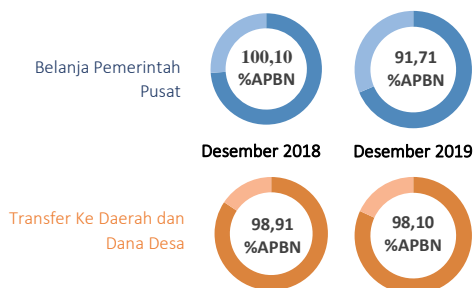 Belanja Pemerintah
Pusat
100,10
%APBN
91,71
%APBN
Desember 2018
Desember 2019
Transfer Ke Daerah dan
Dana Desa
98,91
%APBN
98,10
%APBN